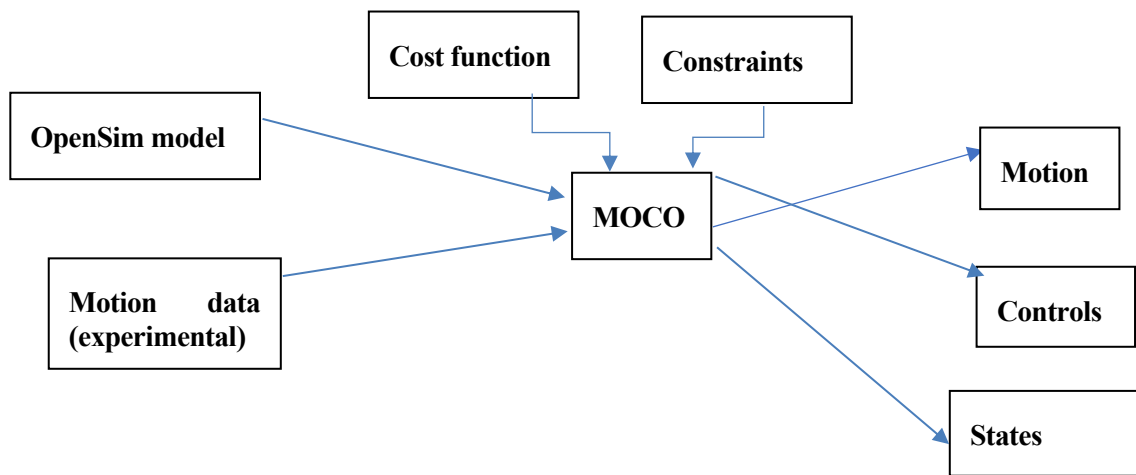 Cost function
Constraints
OpenSim model
MOCO
Motion
Motion data
(experimental)
Controls
States